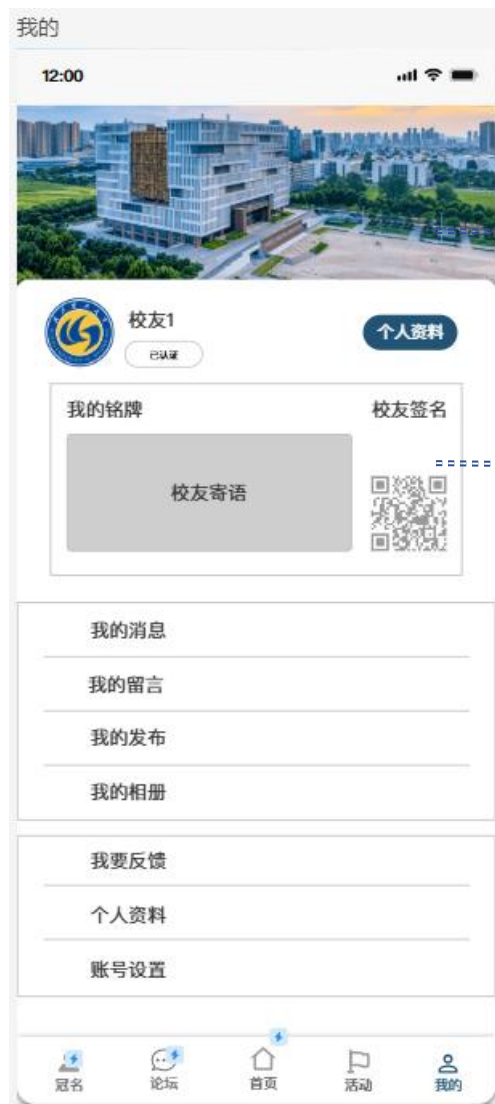 我的
12:00
校友1
已认证
个人资料
我的铭牌
校友签名
校友寄语
我的消息
我的留言
我的发布
我的相册
我要反馈
个人资料
账号设置
冠名
论坛
首页
活动
我的